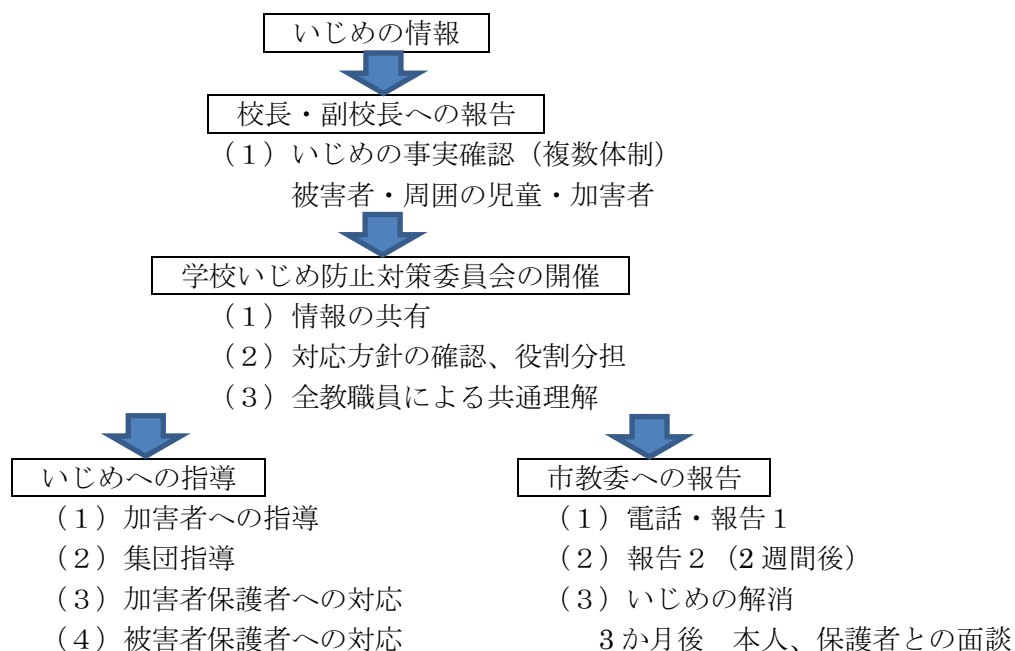 いじめの情報
校長・副校長への報告
（１）いじめの事実確認（複数体制）
被害者・周囲の児童・加害者
学校いじめ防止対策委員会の開催
（１）情報の共有
（２）対応方針の確認、役割分担
（３）全教職員による共通理解
いじめへの指導
（１）加害者への指導
（２）集団指導
（３）加害者保護者への対応
（４）被害者保護者への対応
市教委への報告
（１）電話・報告１
（２）報告２（2 週間後）
（３）いじめの解消
３か月後　本人、保護者との面談